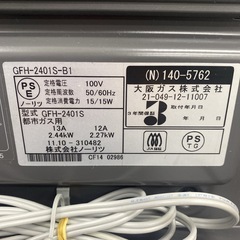 GFH-2401S-B1
定格電圧 100V
定格周波数 50/60Hz
定格消費電力 15/15W
PS
E
ノーリツ
型式名 GFH-2401S
都市ガス用
13A 12A
2.44kW 2.27kW
11.10-310482
株式会社ノーリツ
CF14 02986
(N) 140-5762
大阪ガス株式会社
21-049-12-11007
3年間保証
取付年月
年 月 日
PS
TG